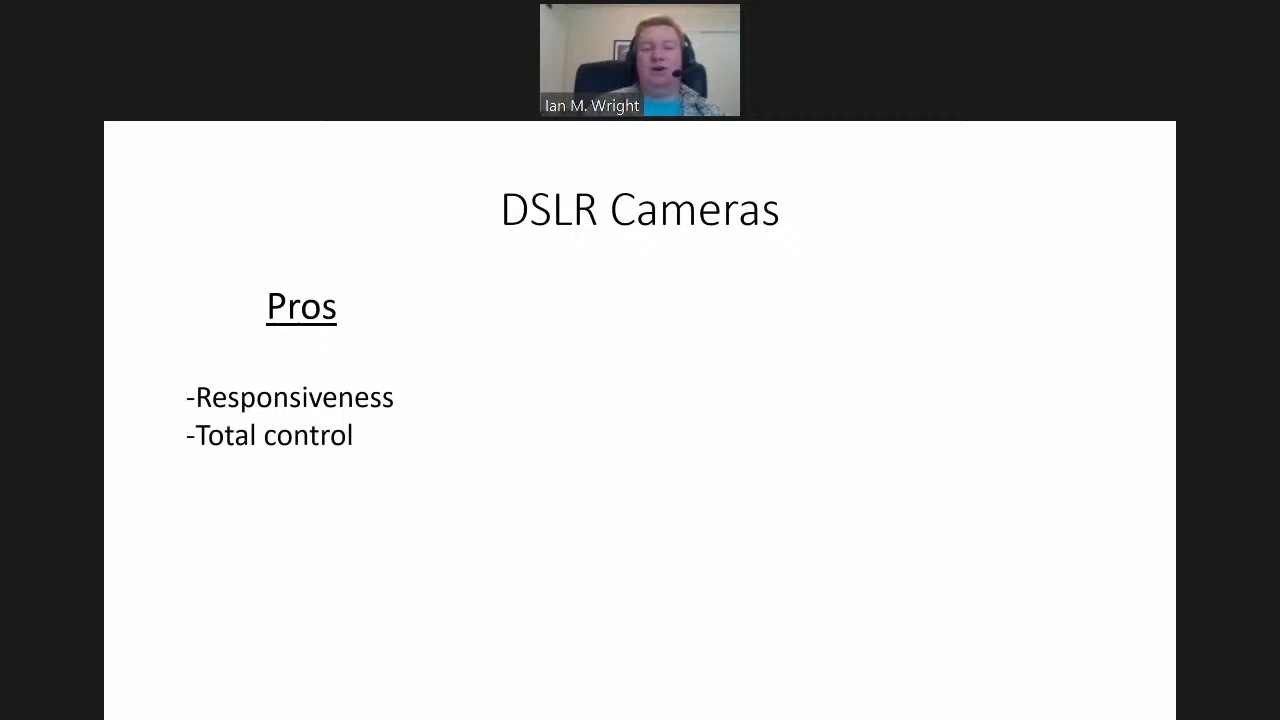 Ian M. Wright
DSLR Cameras
Pros
-Responsiveness
-Total control